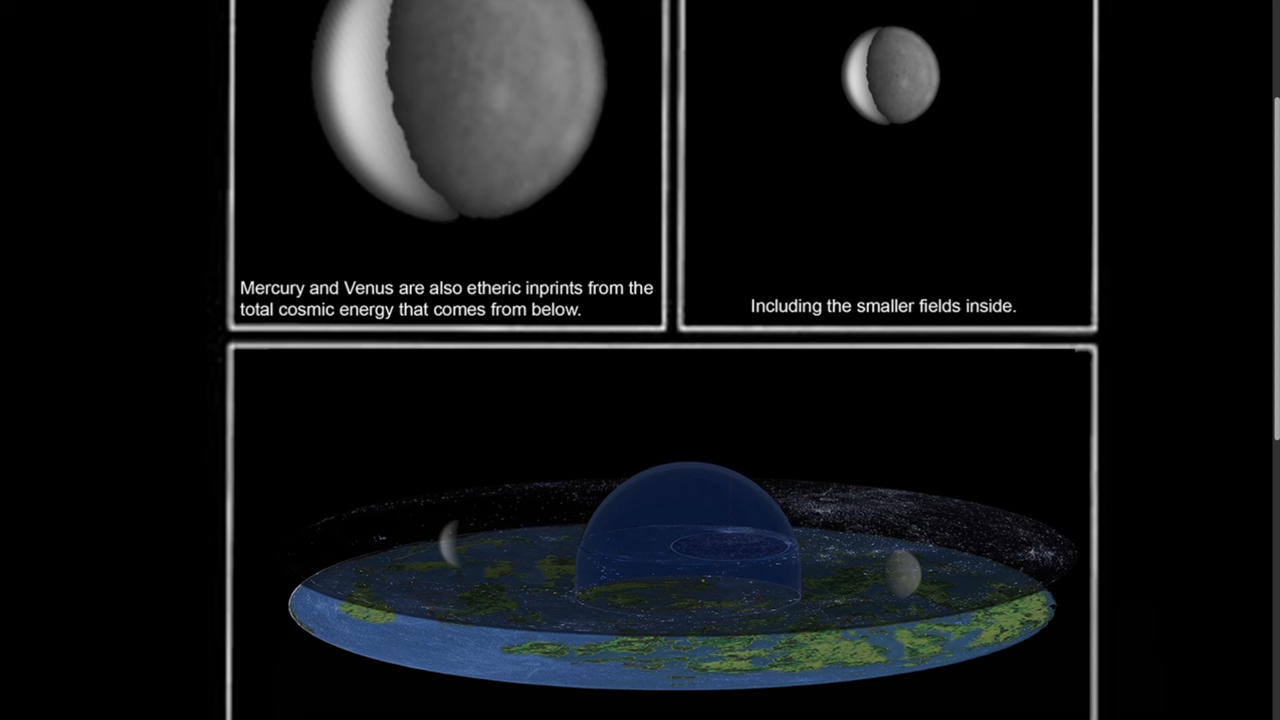 Mercury and Venus are also etheric inprints from the
total cosmic energy that comes from below.
Including the smaller fields inside.